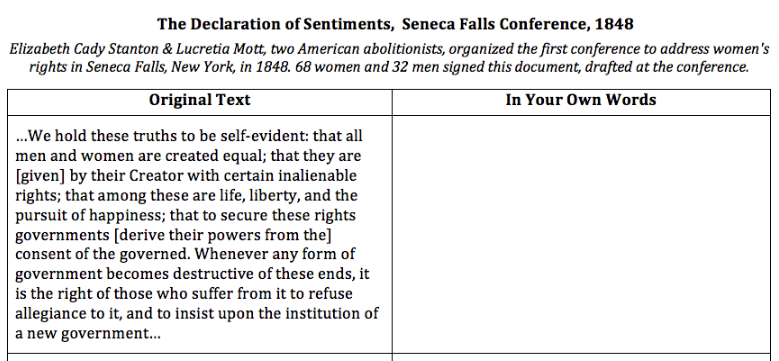 The Declaration of Sentiments,  Seneca Falls Conference, 1848
Elizabeth Cady Stanton & Lucretia Mott, two American abolitionists, organized the first conference to address women's
rights in Seneca Falls, New York, in 1848. 68 women and 32 men signed this document, drafted at the conference.
Original Text
In Your Own Words
...We hold these truths to be self-evident: that all
men and women are created equal; that they are
[given] by their Creator with certain inalienable
rights; that among these are life, liberty, and the
pursuit of happiness; that to secure these rights
governments [derive their powers from the]
consent of the governed. Whenever any form of
government becomes destructive of these ends, it
is the right of those who suffer from it to refuse
allegiance to it, and to insist upon the institution of
a new government...